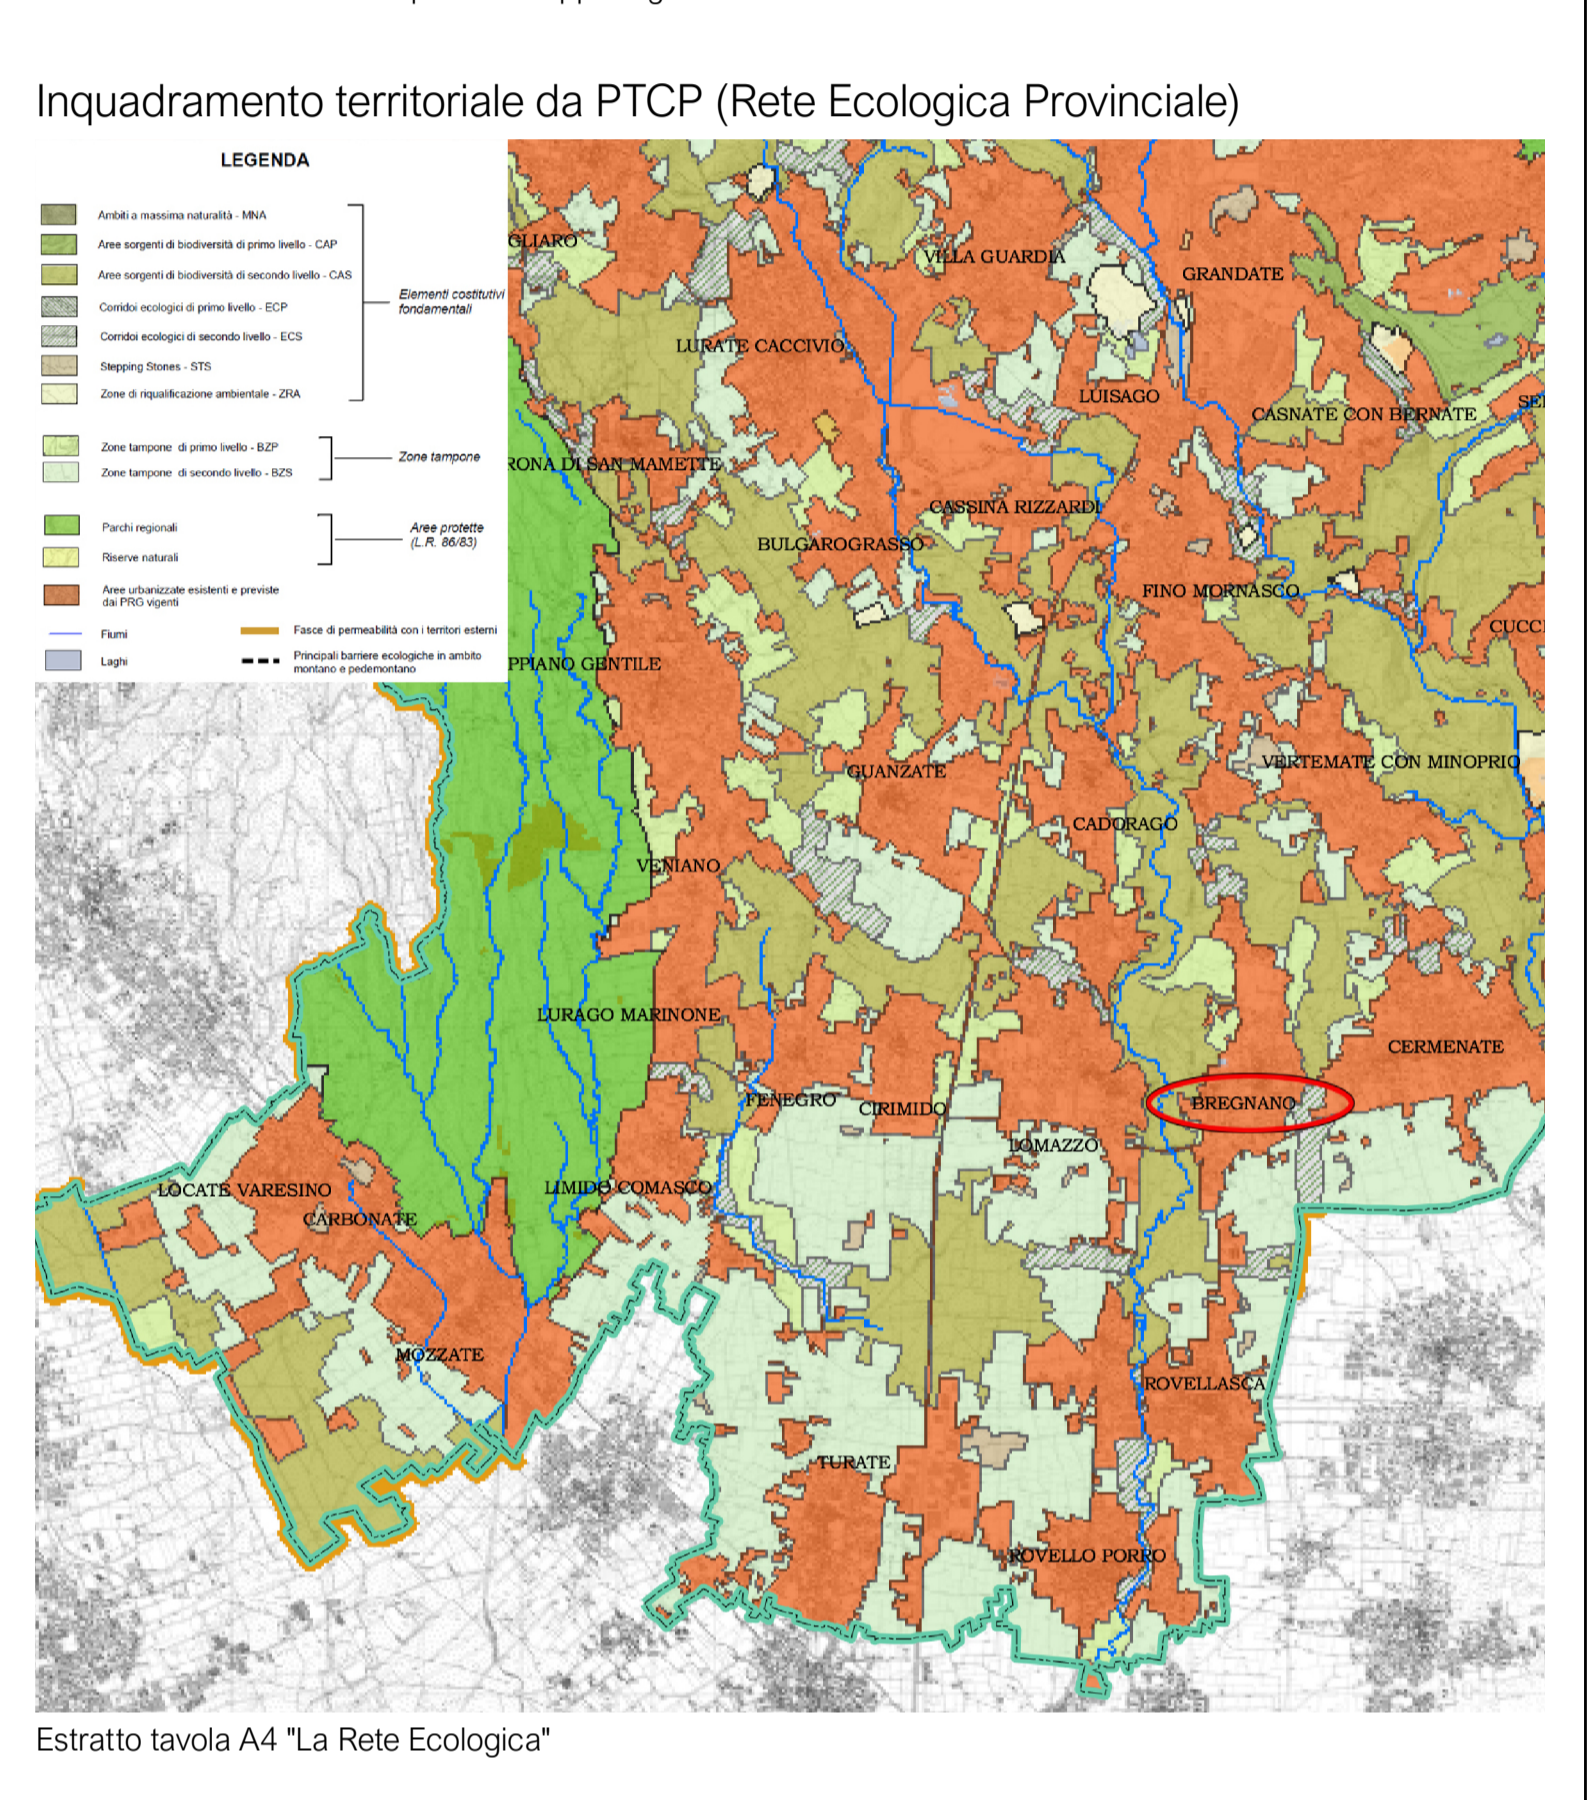 Inquadramento territoriale da PTCP (Rete Ecologica Provinciale)
LEGENDA
Ambiti a massima naturalità - MNA
Aree sorgenti di biodiversità di primo livello - CAP
Aree sorgenti di biodiversità di secondo livello - CAS
Corridoi ecologici di primo livello - ECP
Corridoi ecologici di secondo livello - ECS
Stepping Stones - STS
Zone di riqualificazione ambientale - ZRA
Elementi costitutivi
fondamentali
Zone tampone di primo livello - BZP
Zone tampone di secondo livello - BZS
Zone tampone
Parchi regionali
Riserve naturali
Aree protette
(L.R. 86/83)
Aree urbanizzate esistenti e previste
dai PRG vigenti
Fiumi
Laghi
Fasce di permeabilità con i territori esterni
Principali barriere ecologiche in ambito
montano e pedemontano
GLIARO
VILLA GUARDIA
GRANDATE
LURATE CACCIVIO
LUISAGO
CASNATE CON BERNATE
SE
RONA DI SAN MAMETTE
CASSINA RIZZARDI
BULGAROGRASSO
FINO MORNASCO
CUCCI
PPIANO GENTILE
VERTEMATE CON MINOPRIO
GUANZATE
CADORAGO
VENIANO
LURAGO MARINONE
CERMENATE
FENEGRO
CIRIMIDO
BREGNANO
LOMAZZO
LOCATE VARESINO
LIMIDO COMASCO
CARBONATE
MOZZATE
ROVELLASCA
TURATE
ROVELLO PORRO
Estratto tavola A4 "La Rete Ecologica"